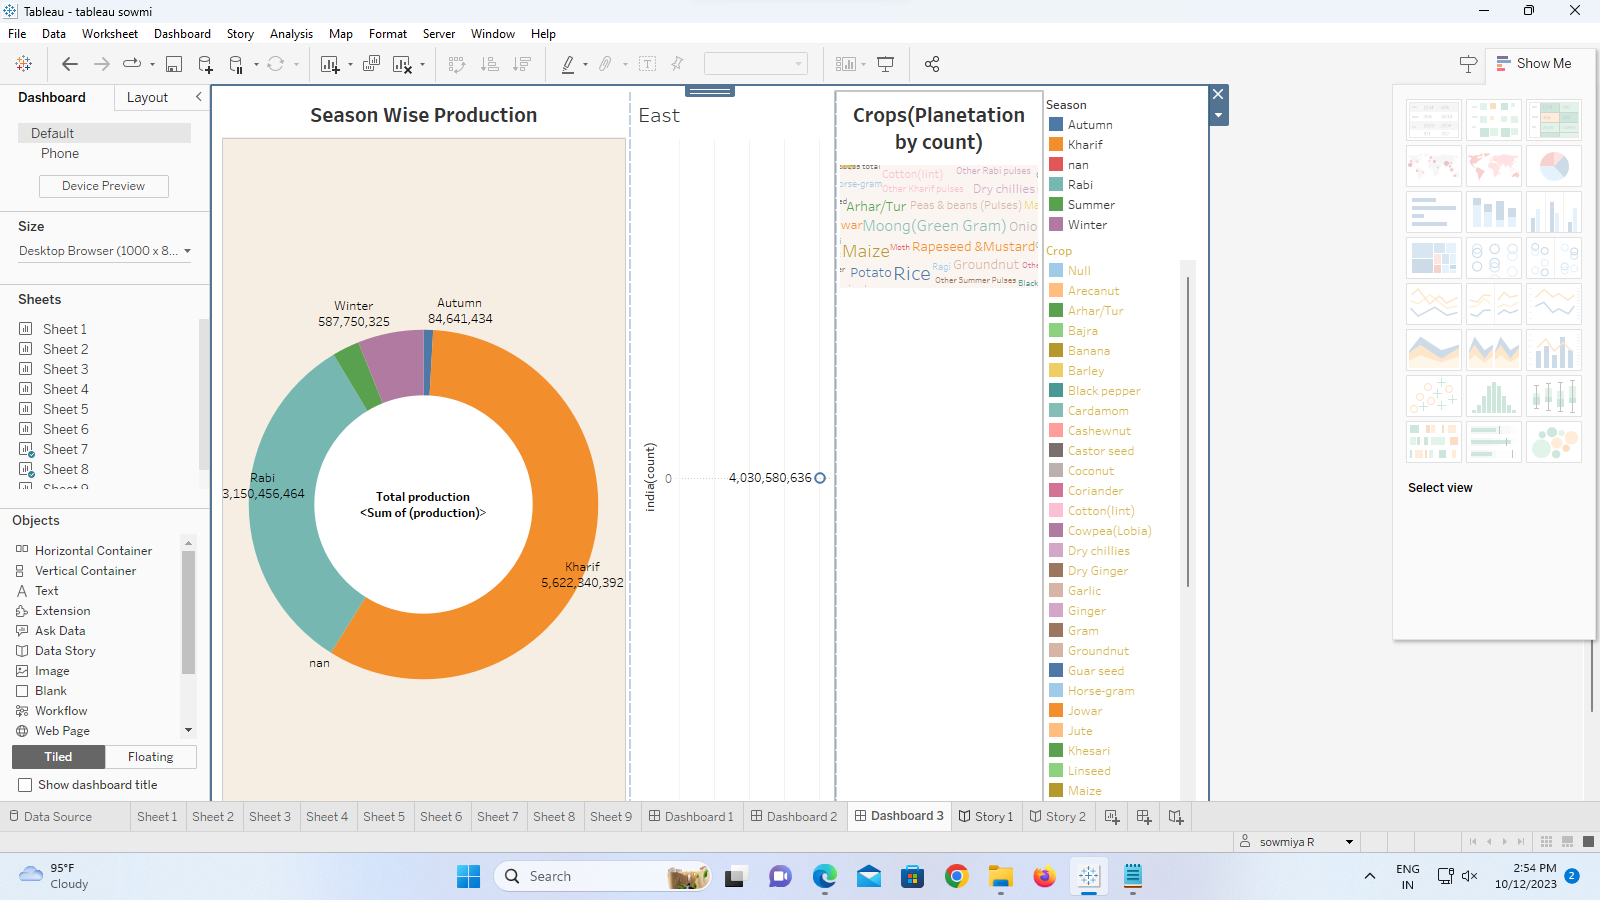 Tableau - tableau sowmi
File Data Worksheet Dashboard Story Analysis Map Format Server Window Help
Show Me
Dashboard Layout
Default
Phone
Device Preview
Size
Desktop Browser (1000 x 8...
Sheets
Sheet 1
Sheet 2
Sheet 3
Sheet 4
Sheet 5
Sheet 6
Sheet 7
Sheet 8
Sheet 9
Objects
Horizontal Container
Vertical Container
Text
Extension
Ask Data
Data Story
Image
Blank
Workflow
Web Page
Tiled Floating
Show dashboard title
Season Wise Production
Winter
587,750,325
Autumn
84,641,434
Rabi
3,150,456,464
Total production
<Sum of (production)>
Kharif
5,622,340,392
nan
East
india(count)
0
4,030,580,636
Crops(Planetation
by count)
total
Cotton(lint) Other Rabi pulses
orse-gram Other Kharif pulses Dry chillies
Arhar/Tur Peas & beans (Pulses) Ma
war Moong(Green Gram) Onio
Maize Moth Rapeseed &Mustard
er Potato Rice Ragi Groundnut Othe
Other Summer Pulses Black
Season
Autumn
Kharif
nan
Rabi
Summer
Winter
Crop
Null
Arecanut
Arhar/Tur
Bajra
Banana
Barley
Black pepper
Cardamom
Cashewnut
Castor seed
Coconut
Coriander
Cotton(lint)
Cowpea(Lobia)
Dry chillies
Dry Ginger
Garlic
Ginger
Gram
Groundnut
Guar seed
Horse-gram
Jowar
Jute
Khesari
Linseed
Maize
Select view
Data Source Sheet 1 Sheet 2 Sheet 3 Sheet 4 Sheet 5 Sheet 6 Sheet 7 Sheet 8 Sheet 9 Dashboard 1 Dashboard 2 Dashboard 3 Story 1 Story 2
sowmiya R
95°F
Cloudy
Search
ENG
IN
2:54 PM
10/12/2023
2